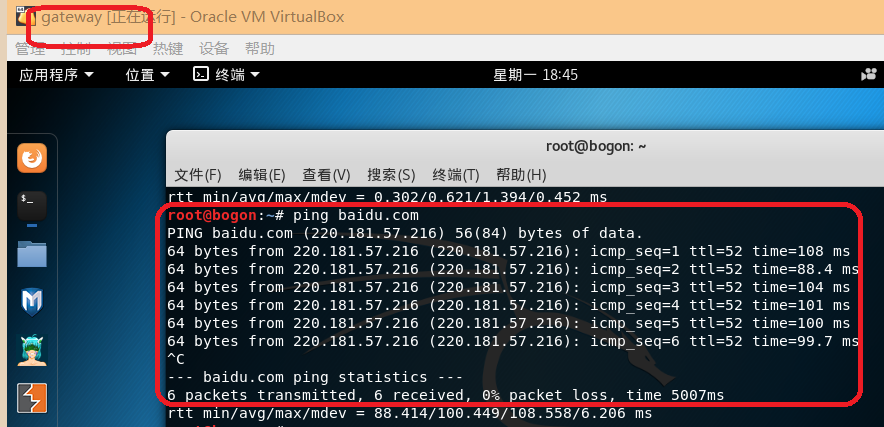 gateway [正在运行] - Oracle VM VirtualBox
管理 控制 视图 热键 设备 帮助
应用程序 位置 终端 星期一 18:45
root@bogon: ~
文件(F) 编辑(E) 查看(V) 搜索(S) 终端(T) 帮助(H)
rtt min/avg/max/mdev = 0.302/0.621/1.394/0.452 ms
root@bogon:~# ping baidu.com
PING baidu.com (220.181.57.216) 56(84) bytes of data.
64 bytes from 220.181.57.216 (220.181.57.216): icmp_seq=1 ttl=52 time=108 ms
64 bytes from 220.181.57.216 (220.181.57.216): icmp_seq=2 ttl=52 time=88.4 ms
64 bytes from 220.181.57.216 (220.181.57.216): icmp_seq=3 ttl=52 time=104 ms
64 bytes from 220.181.57.216 (220.181.57.216): icmp_seq=4 ttl=52 time=101 ms
64 bytes from 220.181.57.216 (220.181.57.216): icmp_seq=5 ttl=52 time=100 ms
64 bytes from 220.181.57.216 (220.181.57.216): icmp_seq=6 ttl=52 time=99.7 ms
^C
--- baidu.com ping statistics ---
6 packets transmitted, 6 received, 0% packet loss, time 5007ms
rtt min/avg/max/mdev = 88.414/100.449/108.558/6.206 ms